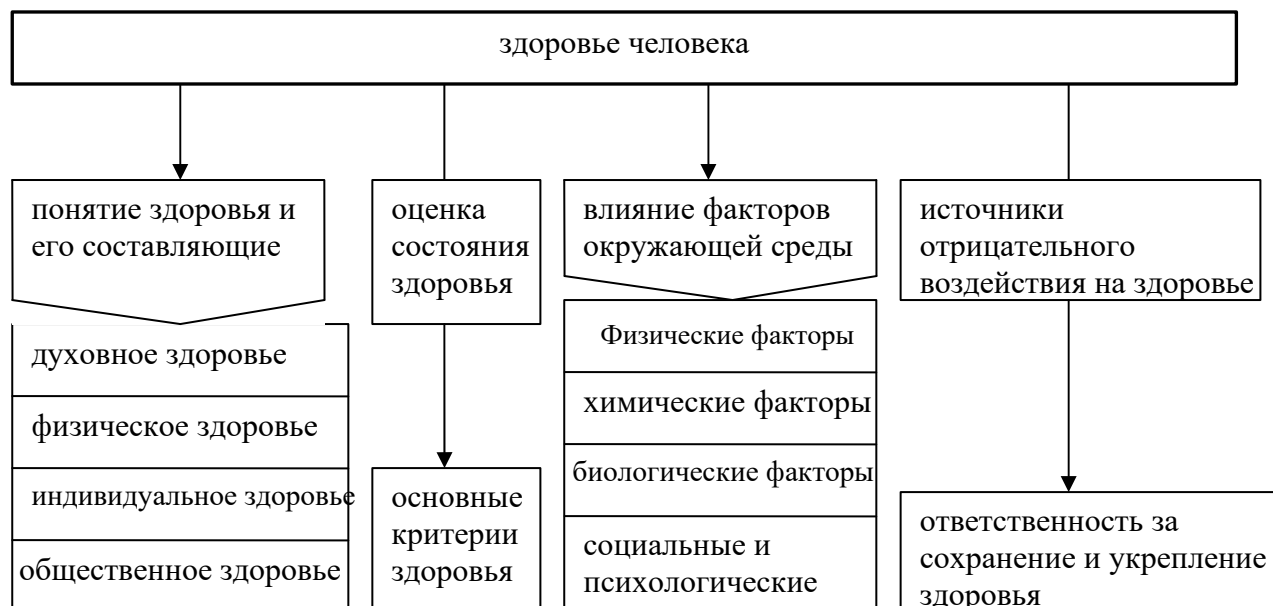 здоровье человека
понятие здоровья и
его составляющие
оценка
состояния
здоровья
влияние факторов
окружающей среды
источники
отрицательного
воздействия на здоровье
духовное здоровье
физическое здоровье
индивидуальное здоровье
общественное здоровье
основные
критерии
здоровья
Физические факторы
химические факторы
биологические факторы
социальные и
психологические
ответственность за
сохранение и укрепление
здоровья